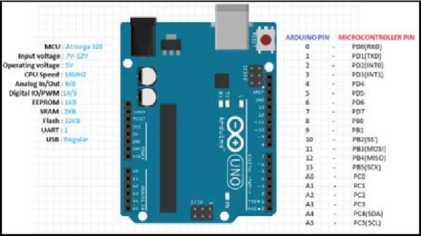 MCU : Atmega 328
Input voltage : 7V-12V
Operating voltage : 5V
CPU Speed : 16MHZ
Analog In/Out : 6/0
Digital IO/PWM : 14/6
EEPROM : 1KB
SRAM : 2KB
Flash : 32KB
UART : 1
USB : Regular
Arduino
UNO
ARDUINO PIN - MICROCONTROLLER PIN
0 - PD0(RXD)
1 - PD1(TXD)
2 - PD2(INT0)
3 - PD3(INT1)
4 - PD4
5 - PD5
6 - PD6
7 - PD7
8 - PB0
9 - PB1
10 - PB2(SS)
11 - PB3(MOSI)
12 - PB4(MISO)
13 - PB5(SCK)
A0 - PC0
A1 - PC1
A2 - PC2
A3 - PC3
A4 - PC4(SDA)
A5 - PC5(SCL)